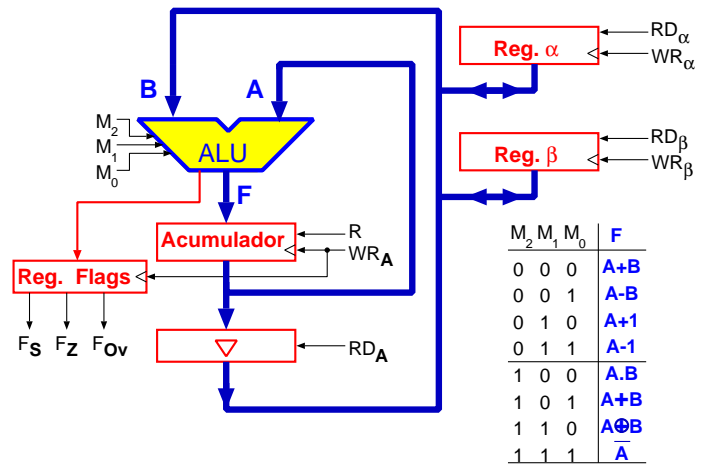 RDα
Reg. α
WRα
B
A
M2
M1
M0
ALU
RDβ
Reg. β
WRβ
F
Acumulador
R
WRA
Reg. Flags
FS FZ FOv
RDA
M2 M1 M0 F
0 0 0 A+B
0 0 1 A-B
0 1 0 A+1
0 1 1 A-1
1 0 0 A.B
1 0 1 A+B
1 1 0 A⊕B
1 1 1 A̅